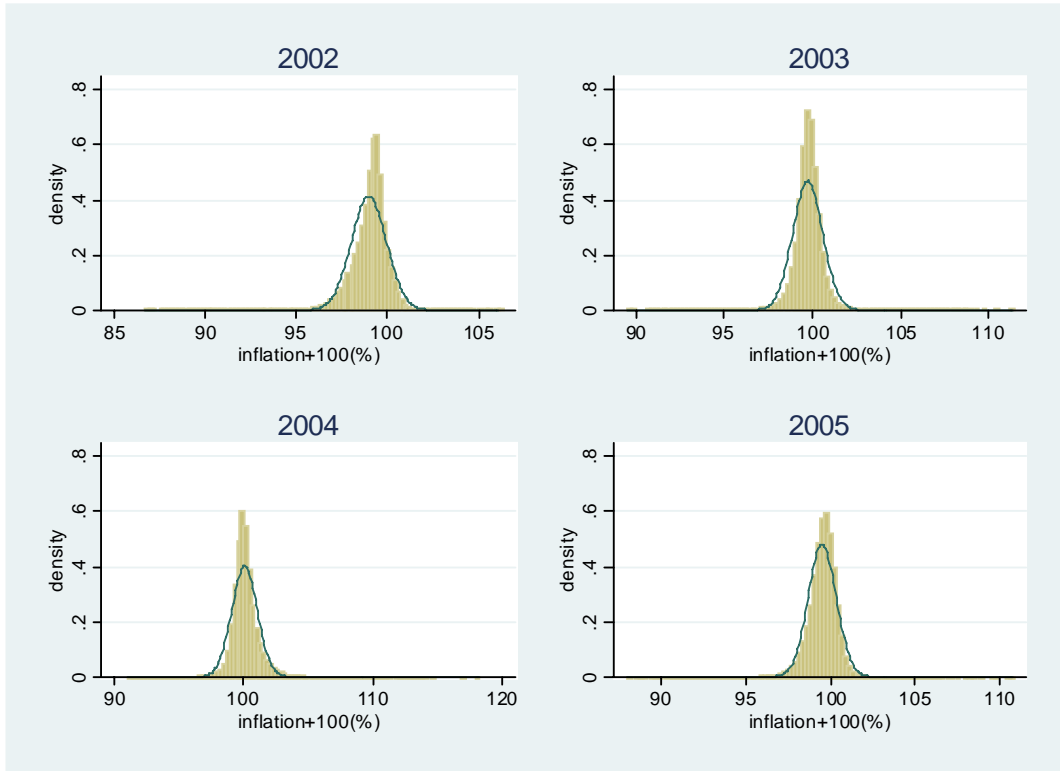 2002
density
.8
.6
.4
.2
0
85 90 95 100 105
inflation+100(%)
2003
density
.8
.6
.4
.2
0
90 95 100 105 110
inflation+100(%)
2004
density
.8
.6
.4
.2
0
90 100 110 120
inflation+100(%)
2005
density
.8
.6
.4
.2
0
90 95 100 105 110
inflation+100(%)